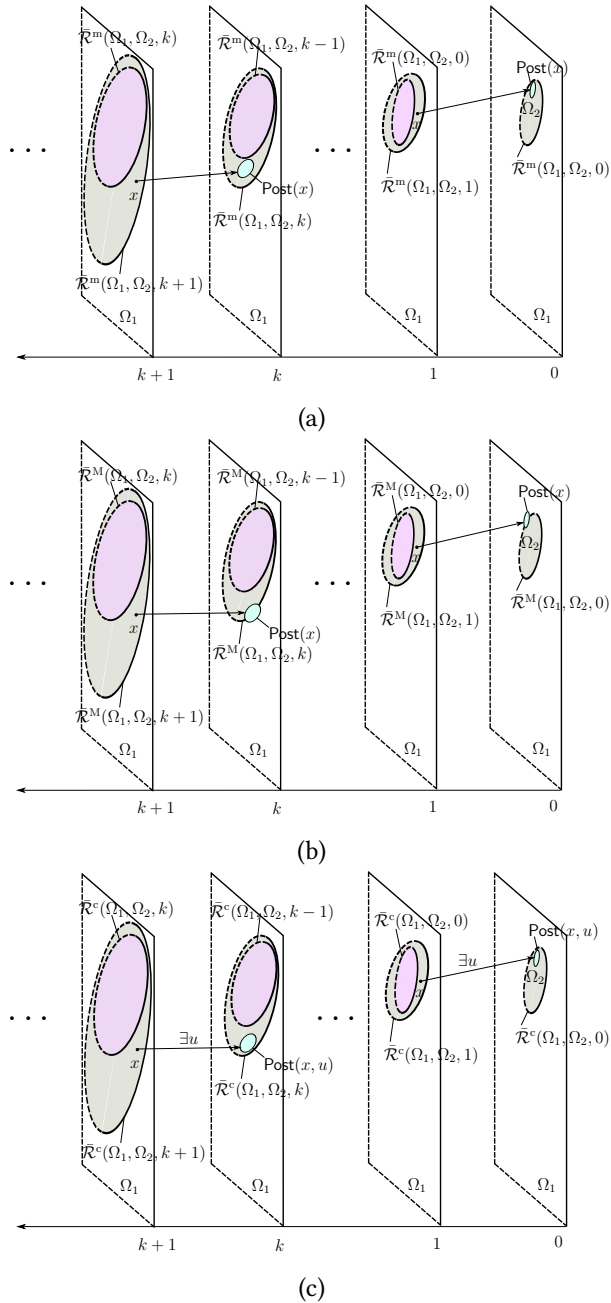 R̄ᵐ(Ω₁, Ω₂, k)
R̄ᵐ(Ω₁, Ω₂, k − 1)
R̄ᵐ(Ω₁, Ω₂, 0)
Post(x)
Ω₂
x
. . .
. . .
x
Post(x)
R̄ᵐ(Ω₁, Ω₂, 0)
R̄ᵐ(Ω₁, Ω₂, 1)
R̄ᵐ(Ω₁, Ω₂, k)
R̄ᵐ(Ω₁, Ω₂, k + 1)
Ω₁ Ω₁ Ω₁ Ω₁
k + 1 k 1 0
(a)
R̄ᴹ(Ω₁, Ω₂, k)
R̄ᴹ(Ω₁, Ω₂, k − 1)
R̄ᴹ(Ω₁, Ω₂, 0)
Post(x)
Ω₂
x
. . .
. . .
x
Post(x)
R̄ᴹ(Ω₁, Ω₂, 0)
R̄ᴹ(Ω₁, Ω₂, 1)
R̄ᴹ(Ω₁, Ω₂, k)
R̄ᴹ(Ω₁, Ω₂, k + 1)
Ω₁ Ω₁ Ω₁ Ω₁
k + 1 k 1 0
(b)
R̄ᶜ(Ω₁, Ω₂, k)
R̄ᶜ(Ω₁, Ω₂, k − 1)
R̄ᶜ(Ω₁, Ω₂, 0)
Post(x, u)
∃u
Ω₂
x
. . .
. . .
∃u
x
Post(x, u)
R̄ᶜ(Ω₁, Ω₂, 0)
R̄ᶜ(Ω₁, Ω₂, 1)
R̄ᶜ(Ω₁, Ω₂, k)
R̄ᶜ(Ω₁, Ω₂, k + 1)
Ω₁ Ω₁ Ω₁ Ω₁
k + 1 k 1 0
(c)